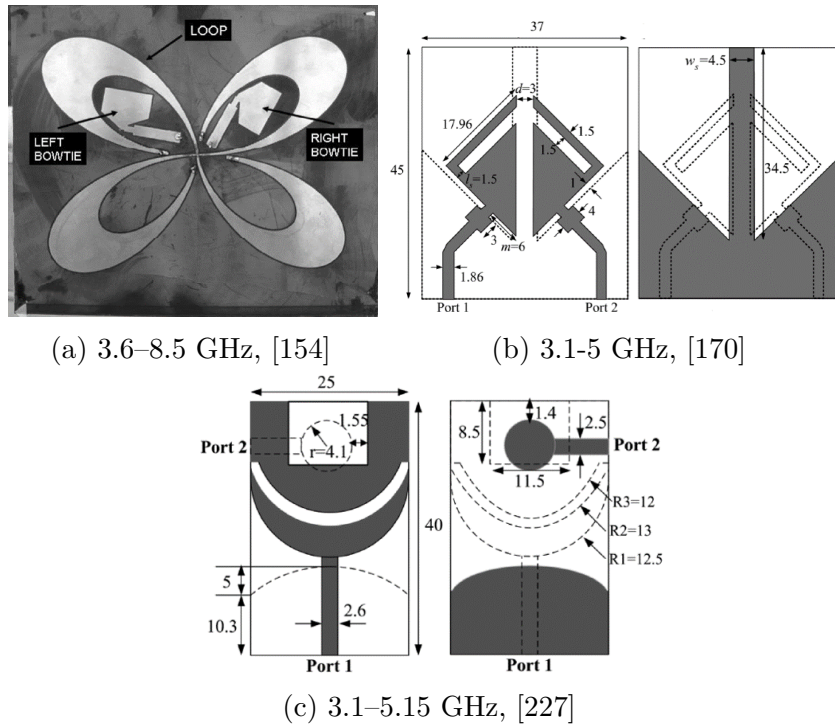 LOOP
LEFT
BOWTIE
RIGHT
BOWTIE
(a) 3.6–8.5 GHz, [154]
37
45
17.96
d=3
1.5
1.5
lₛ=1.5
1
4
3
m=6
1.86
Port 1
Port 2
wₛ=4.5
34.5
(b) 3.1-5 GHz, [170]
25
1.55
Port 2
r=4.1
40
5
10.3
2.6
Port 1
1.4
8.5
2.5
Port 2
11.5
R3=12
R2=13
R1=12.5
Port 1
(c) 3.1–5.15 GHz, [227]